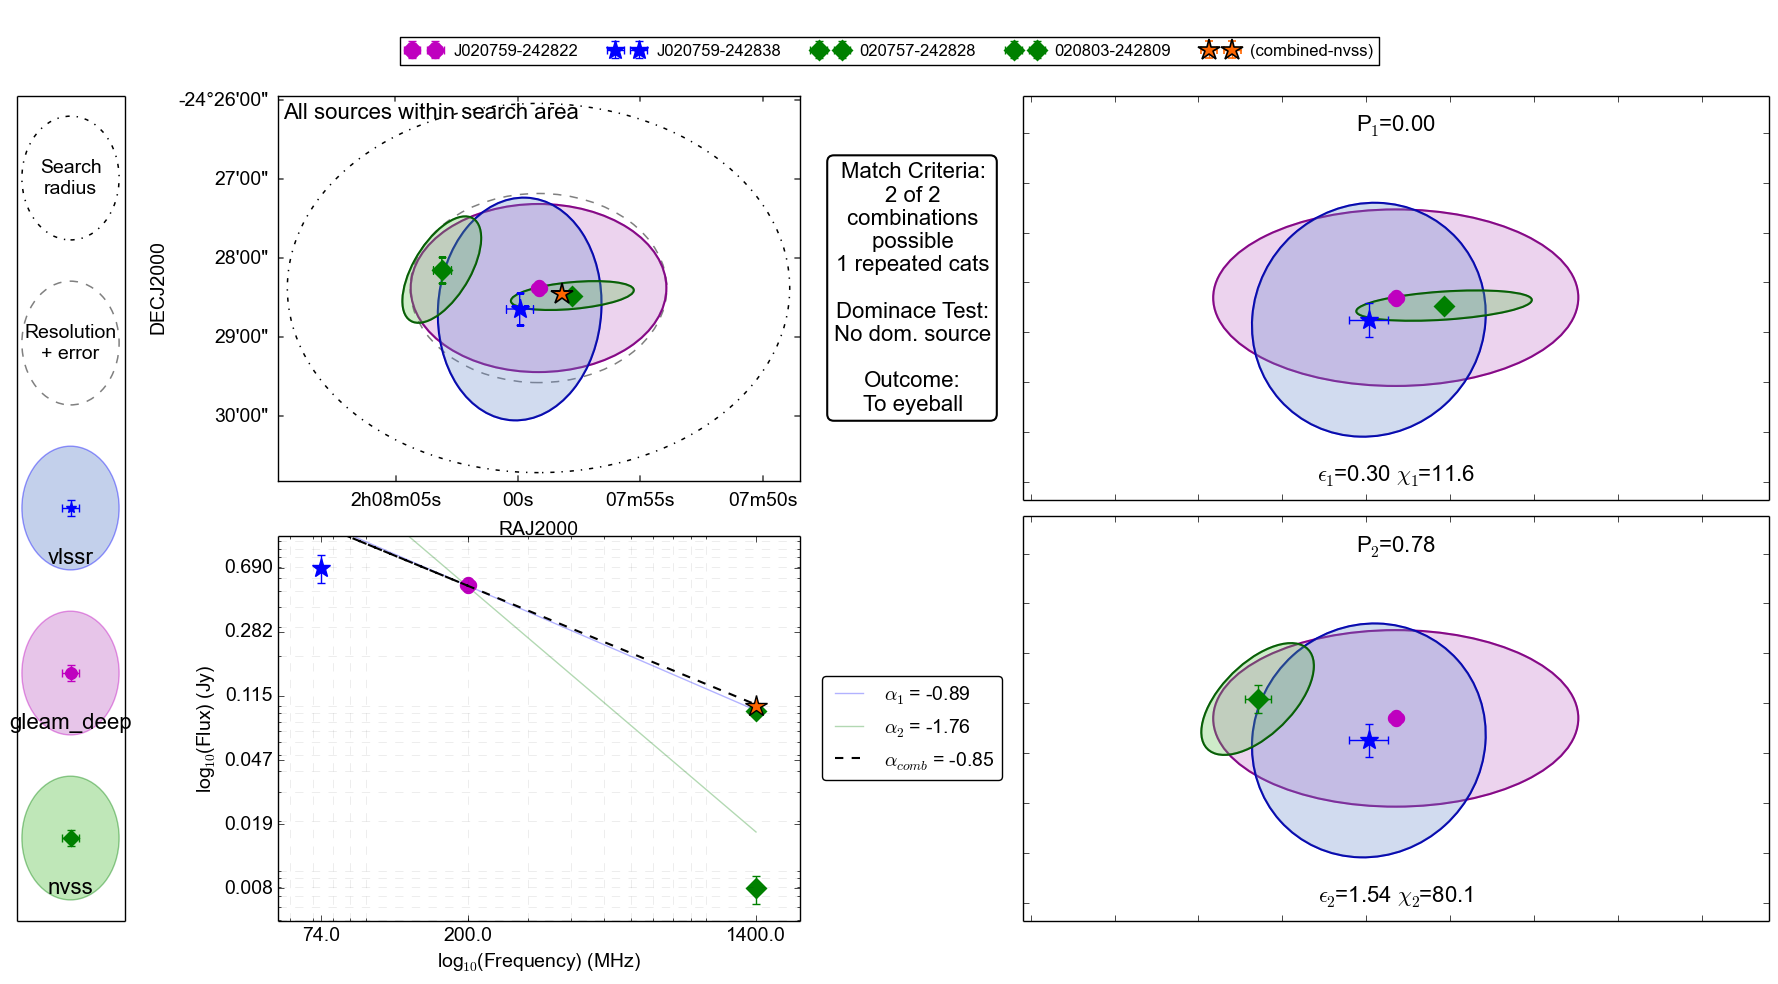 J020759-242822 J020759-242838 020757-242828 020803-242809 (combined-nvss)
Search
radius
Resolution
+ error
vlssr
gleam_deep
nvss
All sources within search area
-24°26'00"
27'00"
28'00"
29'00"
30'00"
DECJ2000
2h08m05s 00s 07m55s 07m50s
RAJ2000
Match Criteria:
2 of 2
combinations
possible
1 repeated cats
Dominace Test:
No dom. source
Outcome:
To eyeball
P1=0.00
ϵ1=0.30 χ1=11.6
0.690
0.282
0.115
0.047
0.019
0.008
log10(Flux) (Jy)
74.0 200.0 1400.0
log10(Frequency) (MHz)
α1 = -0.89
α2 = -1.76
αcomb = -0.85
P2=0.78
ϵ2=1.54 χ2=80.1